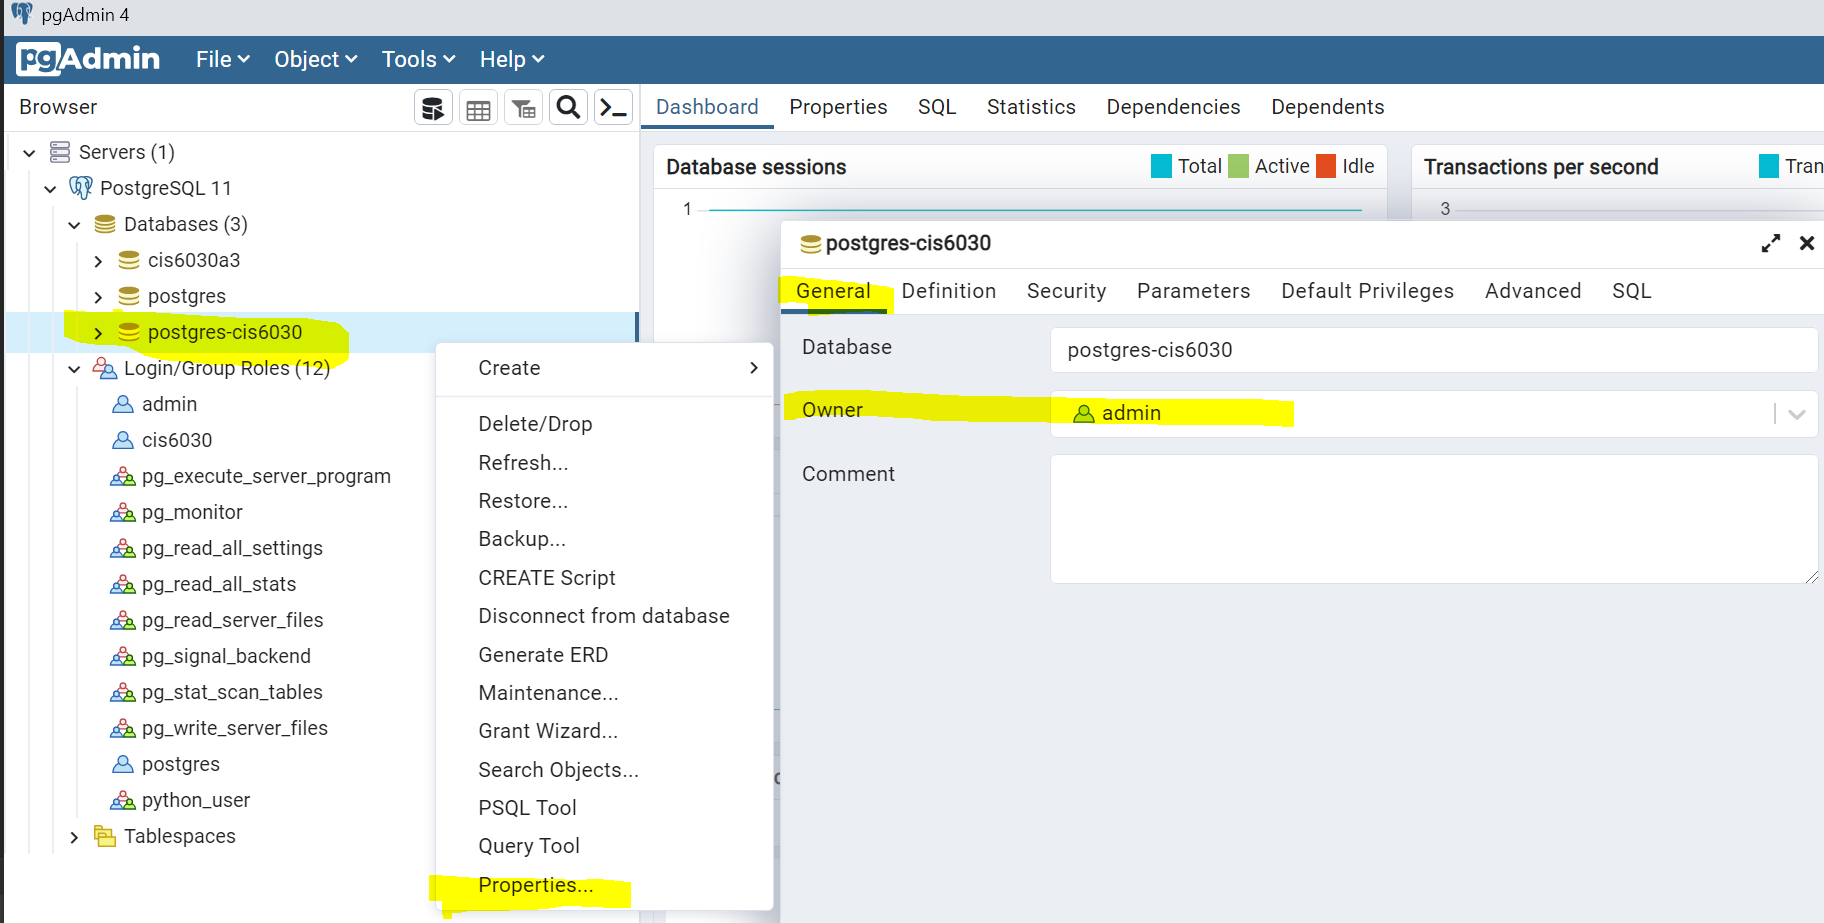 pgAdmin 4
pgAdmin File Object Tools Help
Browser
Dashboard Properties SQL Statistics Dependencies Dependents
Servers (1)
PostgreSQL 11
Databases (3)
cis6030a3
postgres
postgres-cis6030
Login/Group Roles (12)
admin
cis6030
pg_execute_server_program
pg_monitor
pg_read_all_settings
pg_read_all_stats
pg_read_server_files
pg_signal_backend
pg_stat_scan_tables
pg_write_server_files
postgres
python_user
Tablespaces
Create
Delete/Drop
Refresh...
Restore...
Backup...
CREATE Script
Disconnect from database
Generate ERD
Maintenance...
Grant Wizard...
Search Objects...
PSQL Tool
Query Tool
Properties...
Database sessions
Total Active Idle
1
Transactions per second
Tran
3
postgres-cis6030
General Definition Security Parameters Default Privileges Advanced SQL
Database postgres-cis6030
Owner admin
Comment